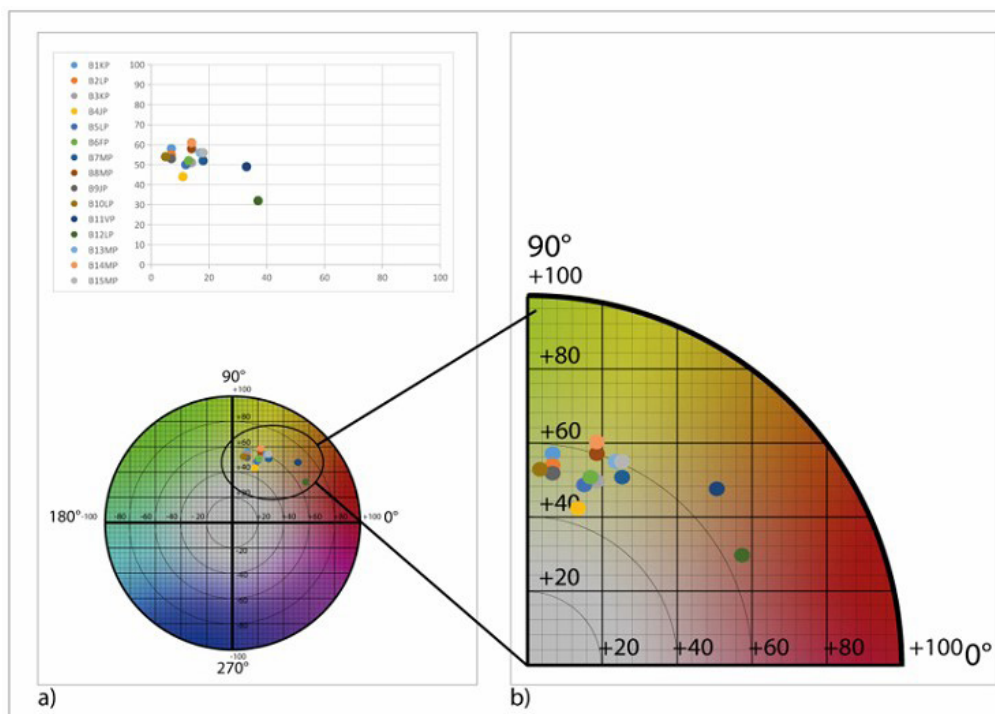 B1KP
B2LP
B3KP
B4JP
B5LP
B6FP
B7MP
B8MP
B9JP
B10LP
B11VP
B12LP
B13MP
B14MP
B15MP
100
90
80
70
60
50
40
30
20
10
0
0 20 40 60 80 100
90°
+100
+80
+60
+40
+20
180° -100 -80 -60 -40 -20 +20 +40 +60 +80 +100 0°
-20
-40
-60
-80
-100
270°
a)
90°
+100
+80
+60
+40
+20
+20 +40 +60 +80 +100 0°
b)